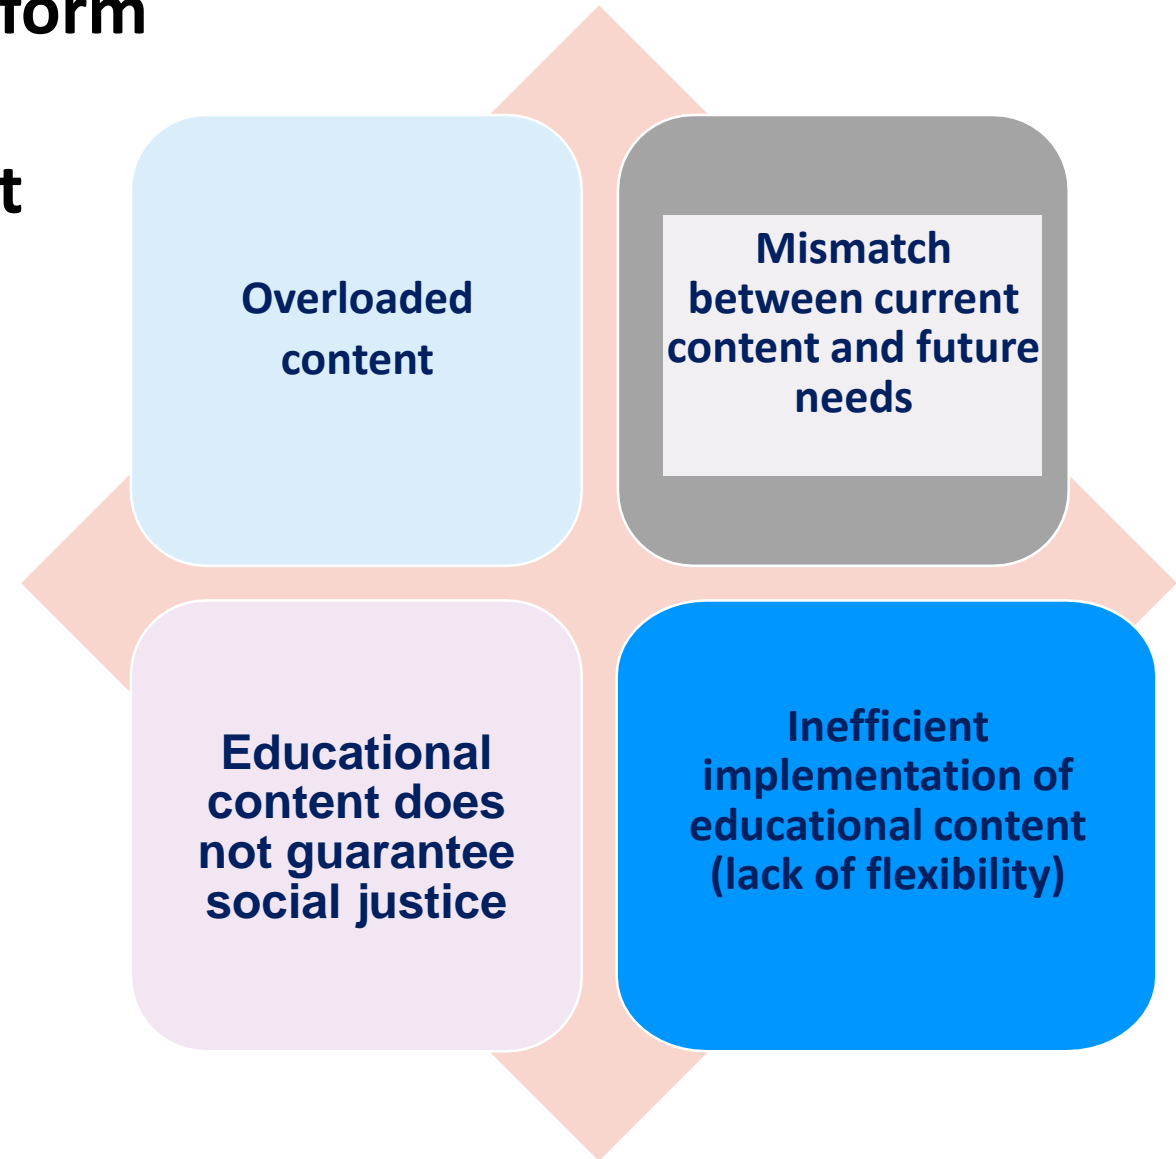 form
t
Overloaded
content
Mismatch
between current
content and future
needs
Educational
content does
not guarantee
social justice
Inefficient
implementation of
educational content
(lack of flexibility)